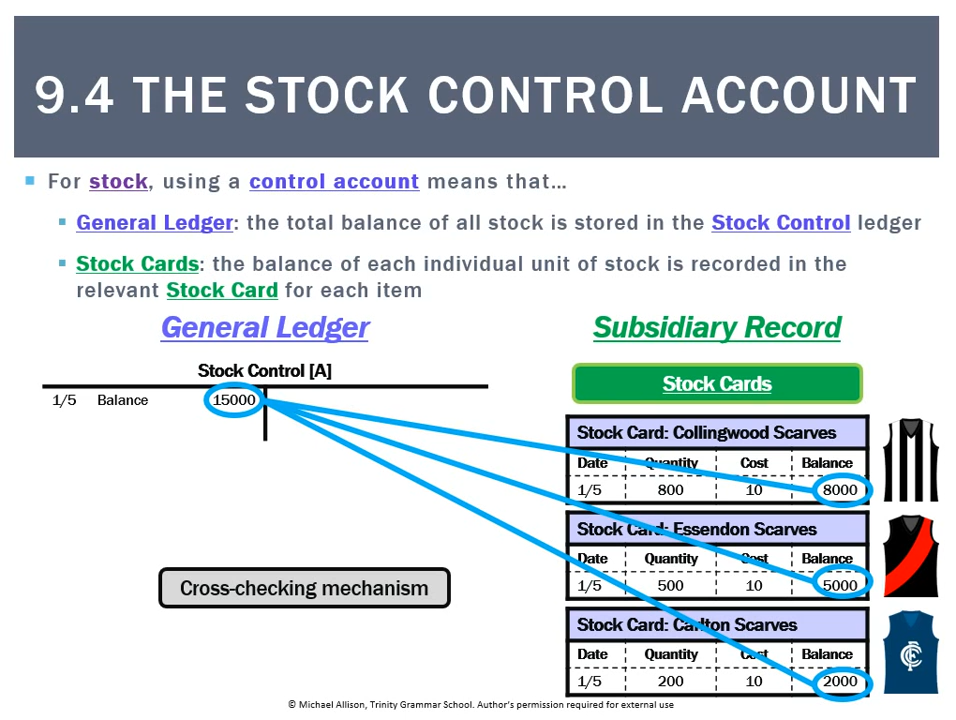 9.4 THE STOCK CONTROL ACCOUNT
For stock, using a control account means that…
General Ledger: the total balance of all stock is stored in the Stock Control ledger
Stock Cards: the balance of each individual unit of stock is recorded in the
relevant Stock Card for each item
General Ledger
Stock Control [A]
1/5 Balance 15000
Cross-checking mechanism
Subsidiary Record
Stock Cards
Stock Card: Collingwood Scarves
Date Quantity Cost Balance
1/5 800 10 8000
Stock Card: Essendon Scarves
Date Quantity Cost Balance
1/5 500 10 5000
Stock Card: Carlton Scarves
Date Quantity Cost Balance
1/5 200 10 2000
CFC
© Michael Allison, Trinity Grammar School. Author's permission required for external use